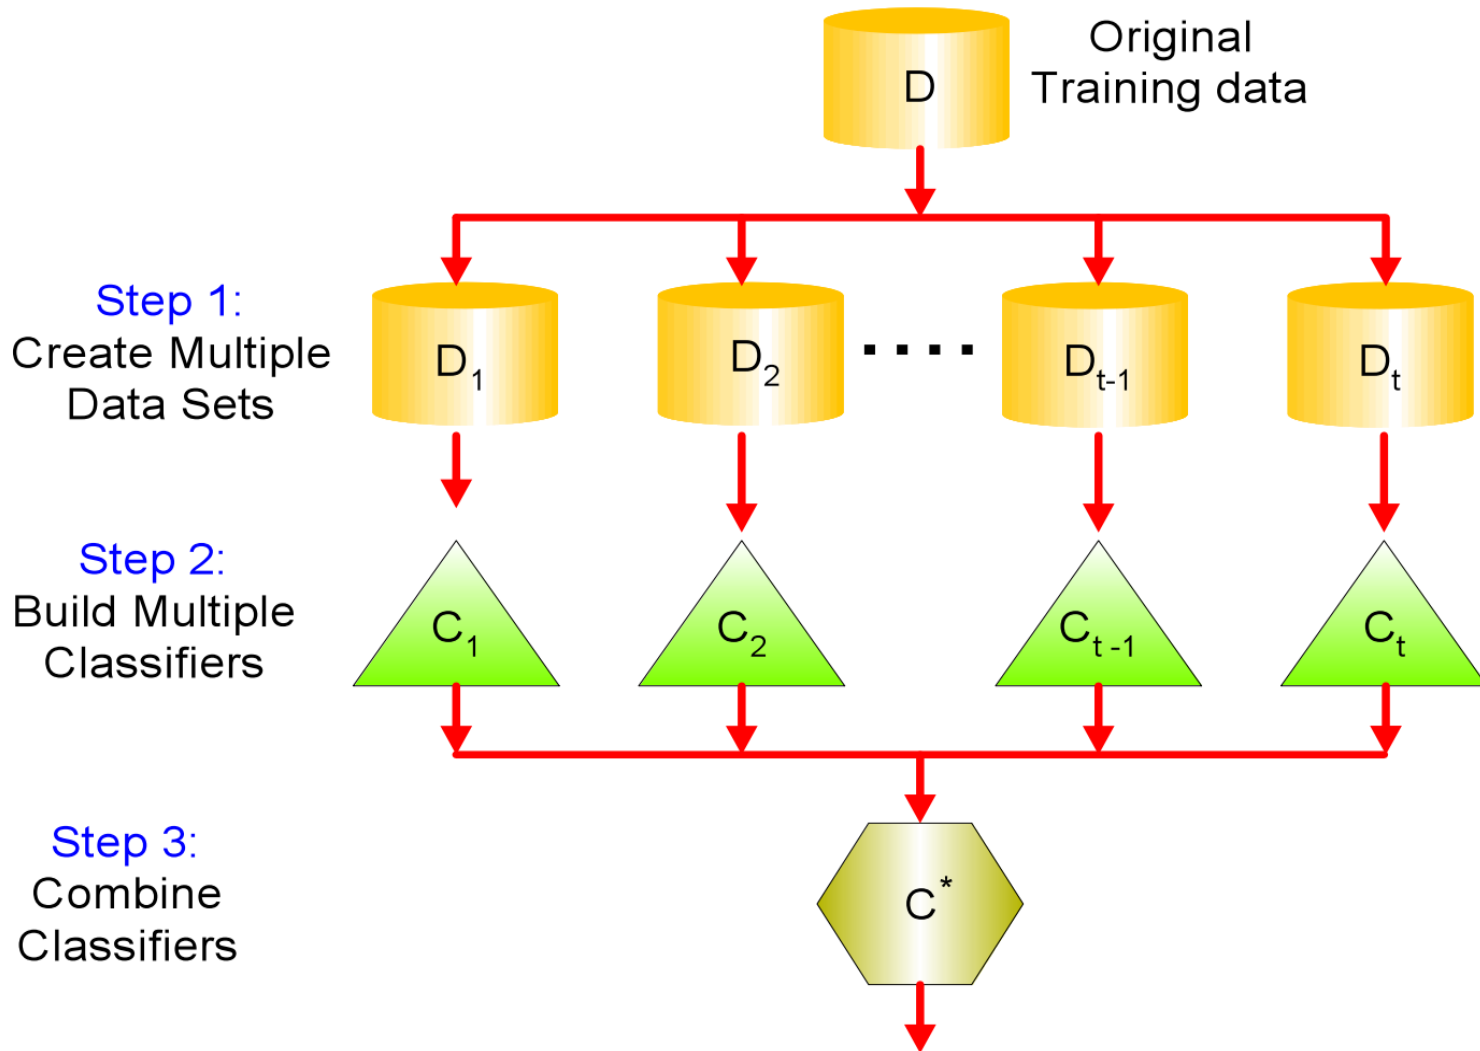 Original
Training data
D
Step 1:
Create Multiple
Data Sets
D1
D2
....
Dt-1
Dt
Step 2:
Build Multiple
Classifiers
C1
C2
Ct-1
Ct
Step 3:
Combine
Classifiers
C*